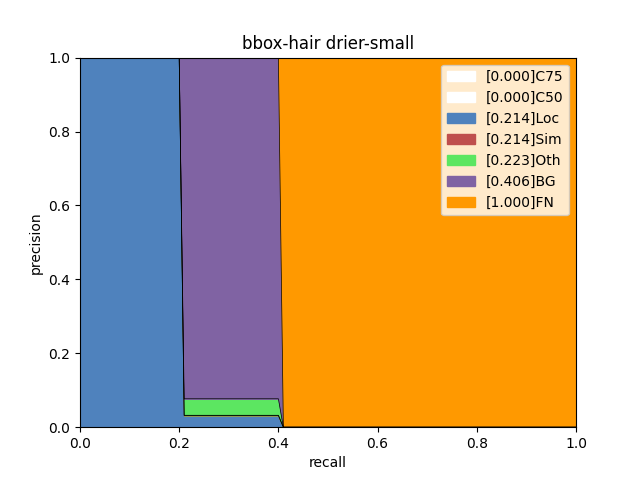 bbox-hair drier-small
1.0
0.8
0.6
0.4
0.2
0.0
precision
[0.000]C75
[0.000]C50
[0.214]Loc
[0.214]Sim
[0.223]Oth
[0.406]BG
[1.000]FN
0.0 0.2 0.4 0.6 0.8 1.0
recall